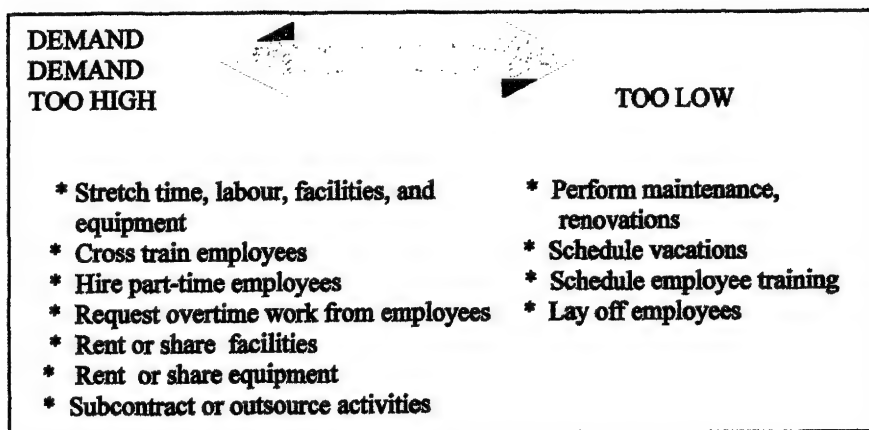 DEMAND
DEMAND
TOO HIGH
TOO LOW
* Stretch time, labour, facilities, and
equipment
* Cross train employees
* Hire part-time employees
* Request overtime work from employees
* Rent or share facilities
* Rent or share equipment
* Subcontract or outsource activities
* Perform maintenance,
renovations
* Schedule vacations
* Schedule employee training
* Lay off employees